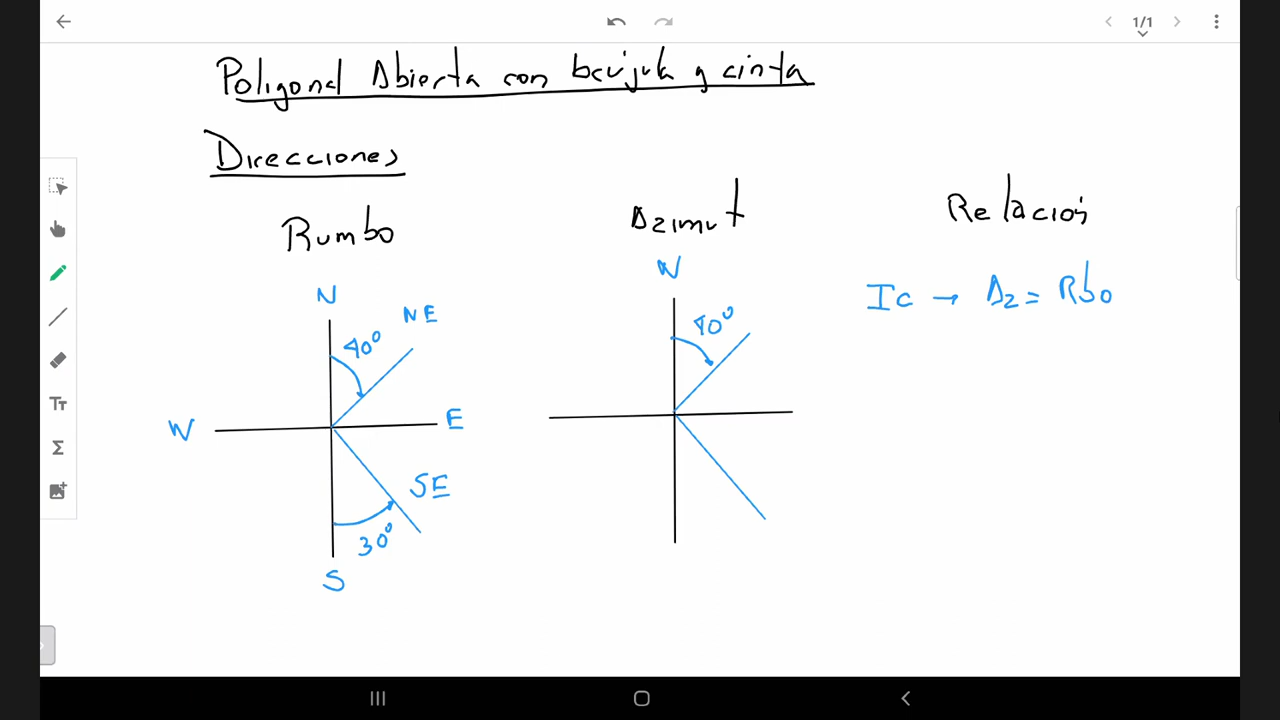 1/1
Poligonal Abierta con brújula y cinta
Direcciones
Rumbo
Azimut
Relación
N
NE
40°
W
E
SE
30°
S
N
40°
Ic → Az = Rbo
Tт
Σ